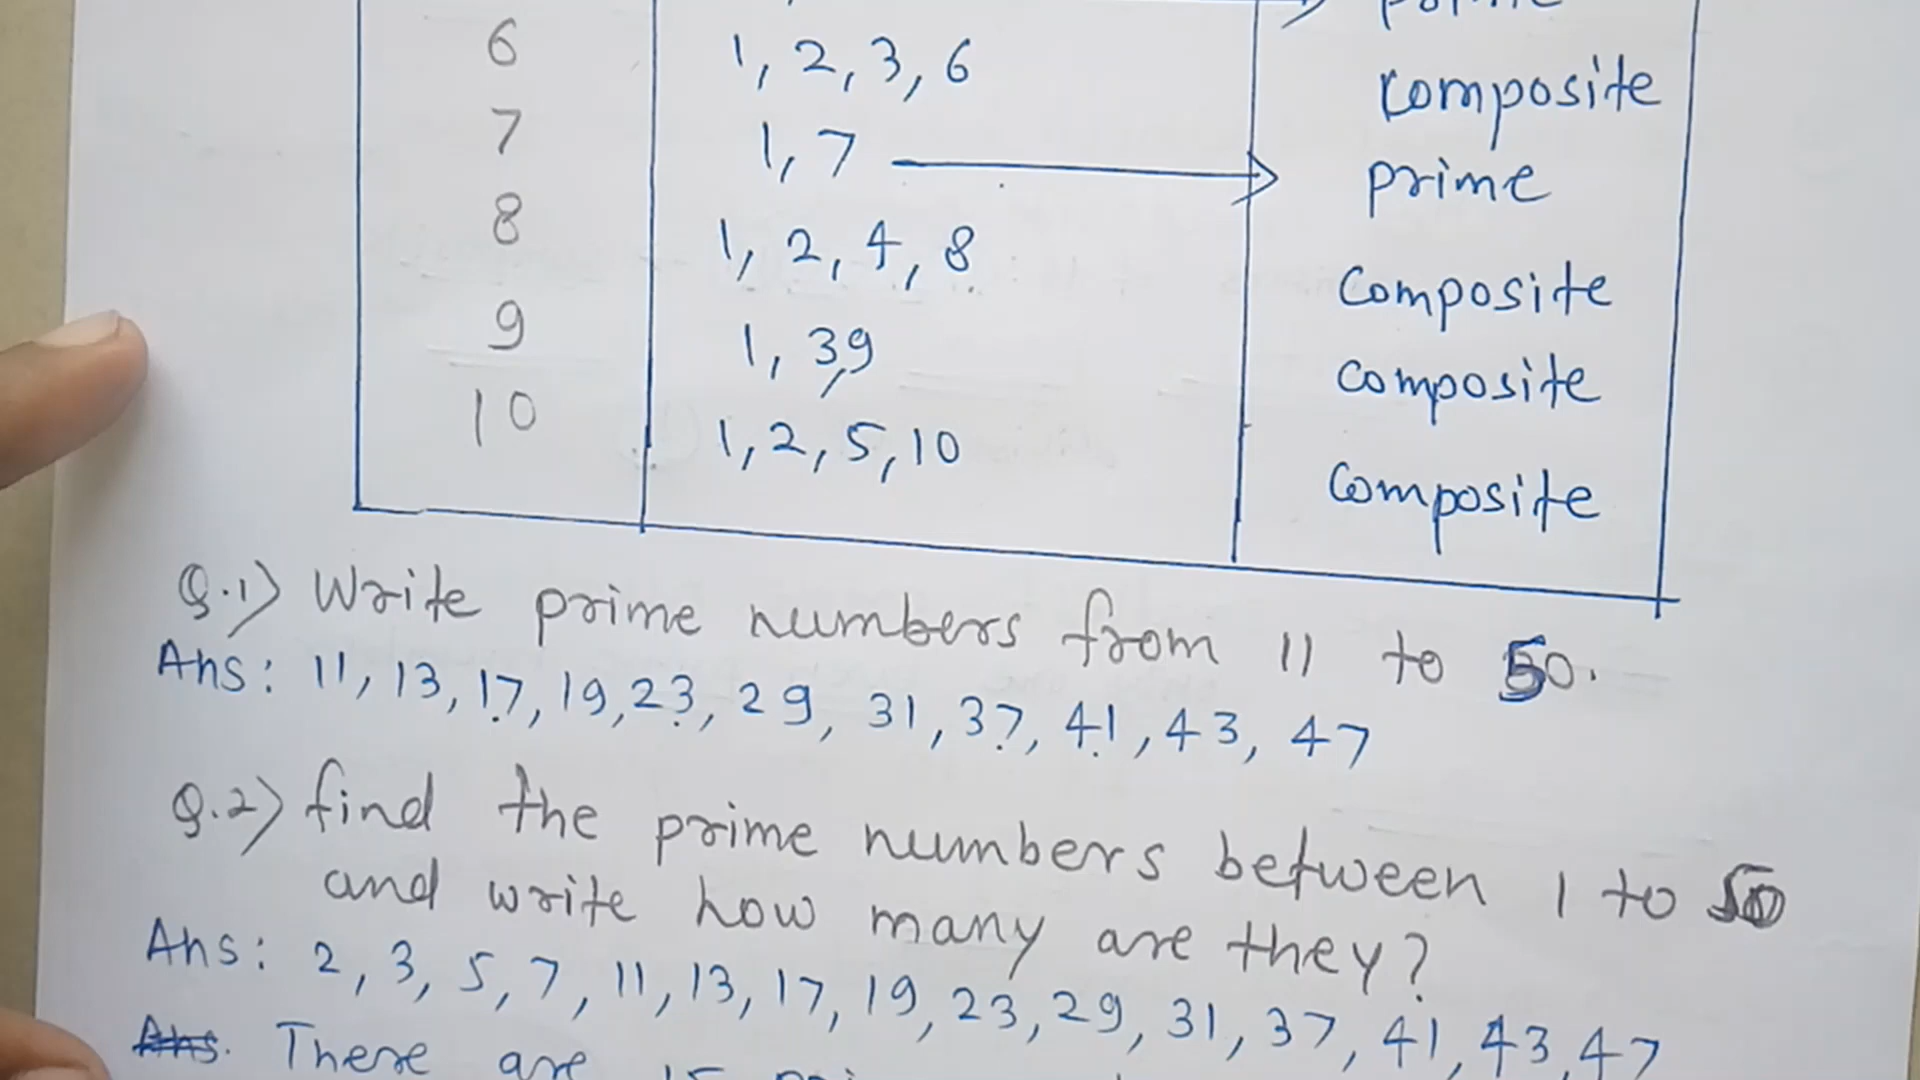 6 1, 2, 3, 6 Composite
7 1, 7 prime
8 1, 2, 4, 8 Composite
9 1, 3,9 Composite
10 1, 2, 5, 10 Composite
Q.1) Write prime numbers from 11 to 50.
Ans: 11, 13, 17, 19, 23, 29, 31, 37, 41, 43, 47
Q.2) find the prime numbers between 1 to 50
and write how many are they?
Ans: 2, 3, 5, 7, 11, 13, 17, 19, 23, 29, 31, 37, 41, 43, 47
There are 15